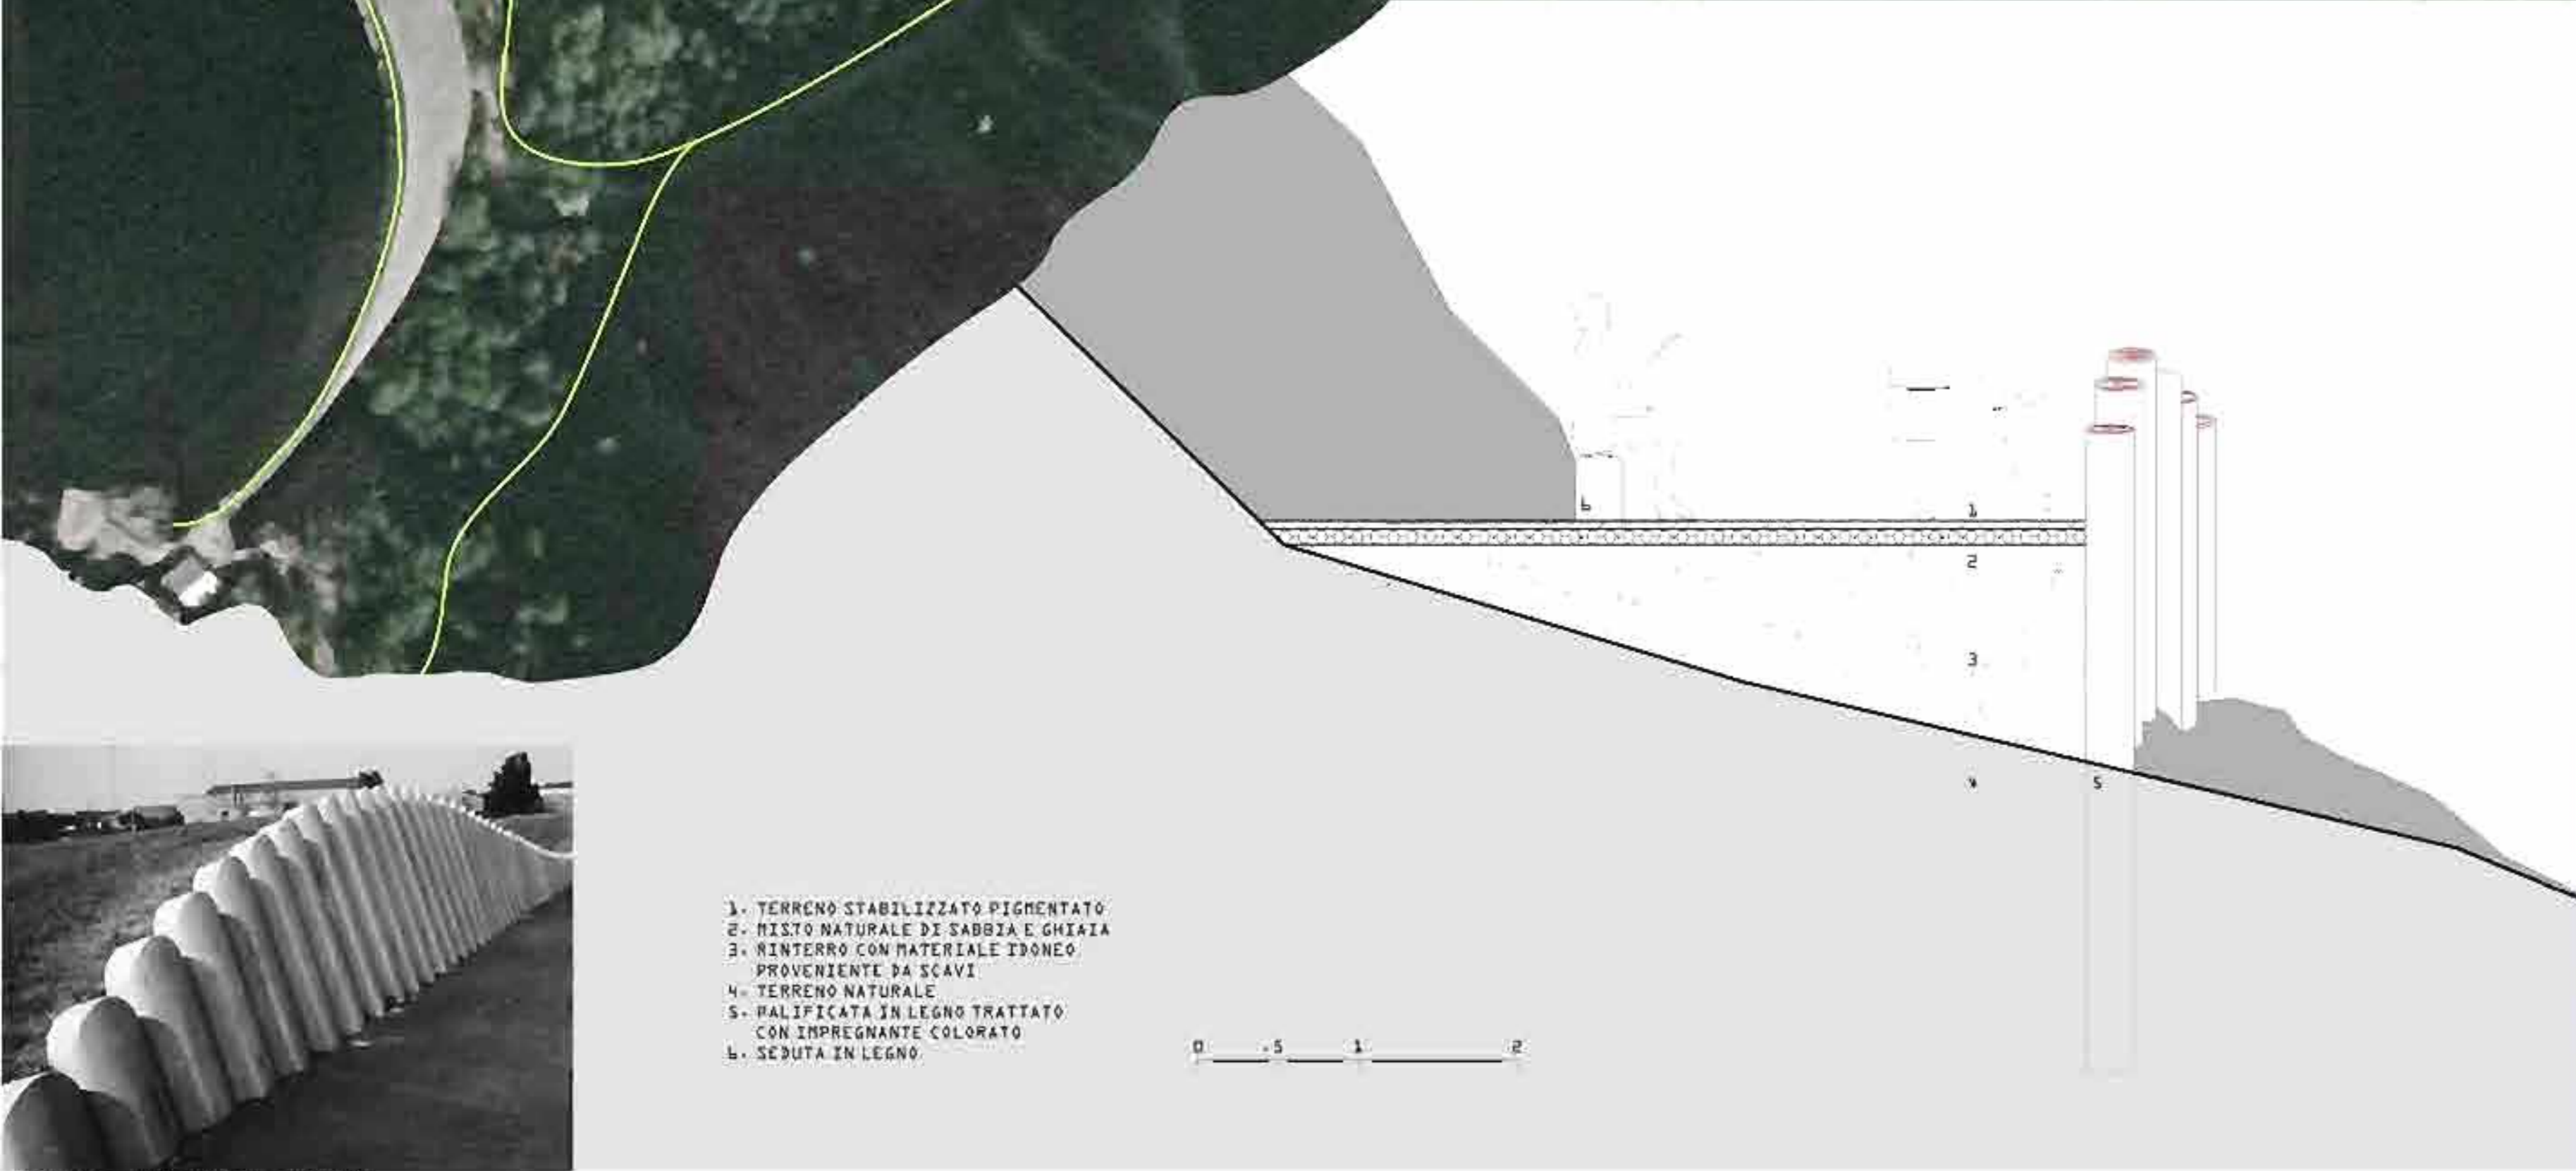 6
1
2
3
4
5
1. TERRENO STABILIZZATO PIGMENTATO
2. MISTO NATURALE DI SABBIA E GHIAIA
3. RINTERRO CON MATERIALE IDONEO
PROVENIENTE DA SCAVI
4. TERRENO NATURALE
5. PALIFICATA IN LEGNO TRATTATO
CON IMPREGNANTE COLORATO
6. SEDUTA IN LEGNO
0 .5 1 2